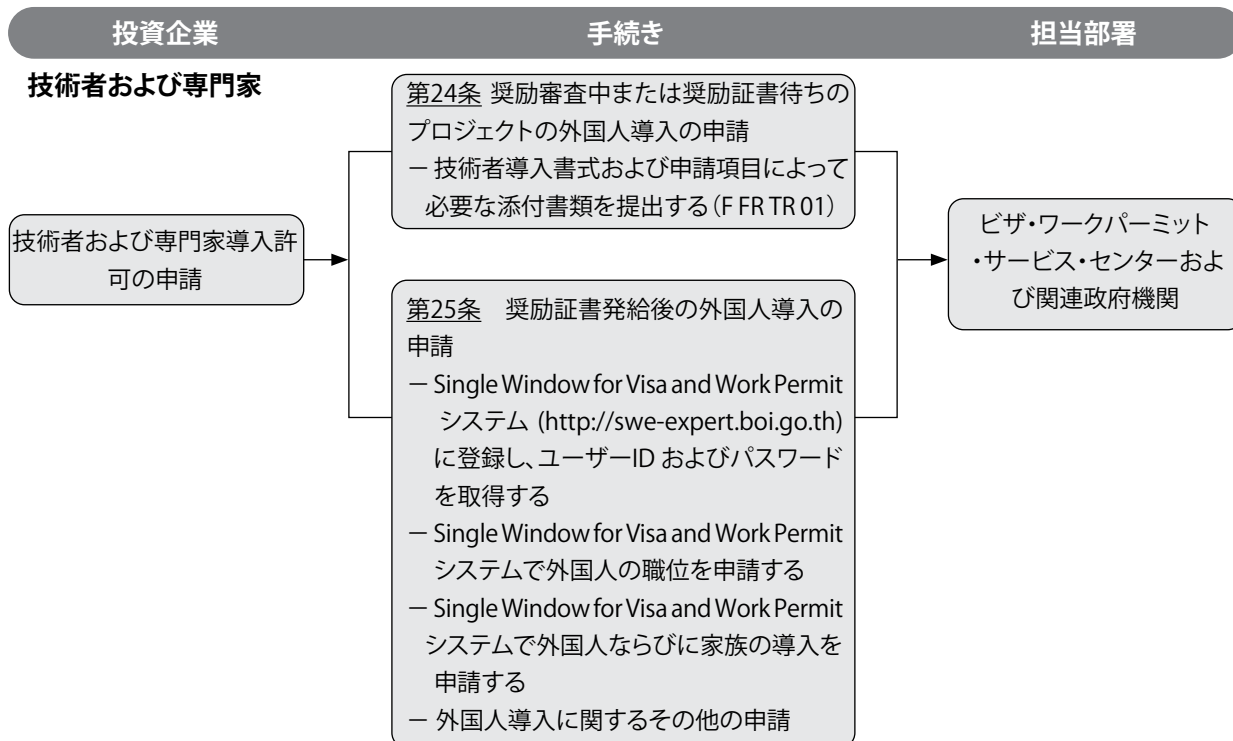 投資企業
手続き
担当部署
技術者および専門家
技術者および専門家導入許
可の申請
第24条 奨励審査中または奨励証書待ちの
プロジェクトの外国人導入の申請
－ 技術者導入書式および申請項目によって
必要な添付書類を提出する（F FR TR 01）
第25条　奨励証書発給後の外国人導入の
申請
－ Single Window for Visa and Work Permit
システム (http://swe-expert.boi.go.th)
に登録し、ユーザーID およびパスワード
を取得する
－ Single Window for Visa and Work Permit
システムで外国人の職位を申請する
－ Single Window for Visa and Work Permit
システムで外国人ならびに家族の導入を
申請する
－ 外国人導入に関するその他の申請
ビザ・ワークパーミット
・サービス・センターおよ
び関連政府機関